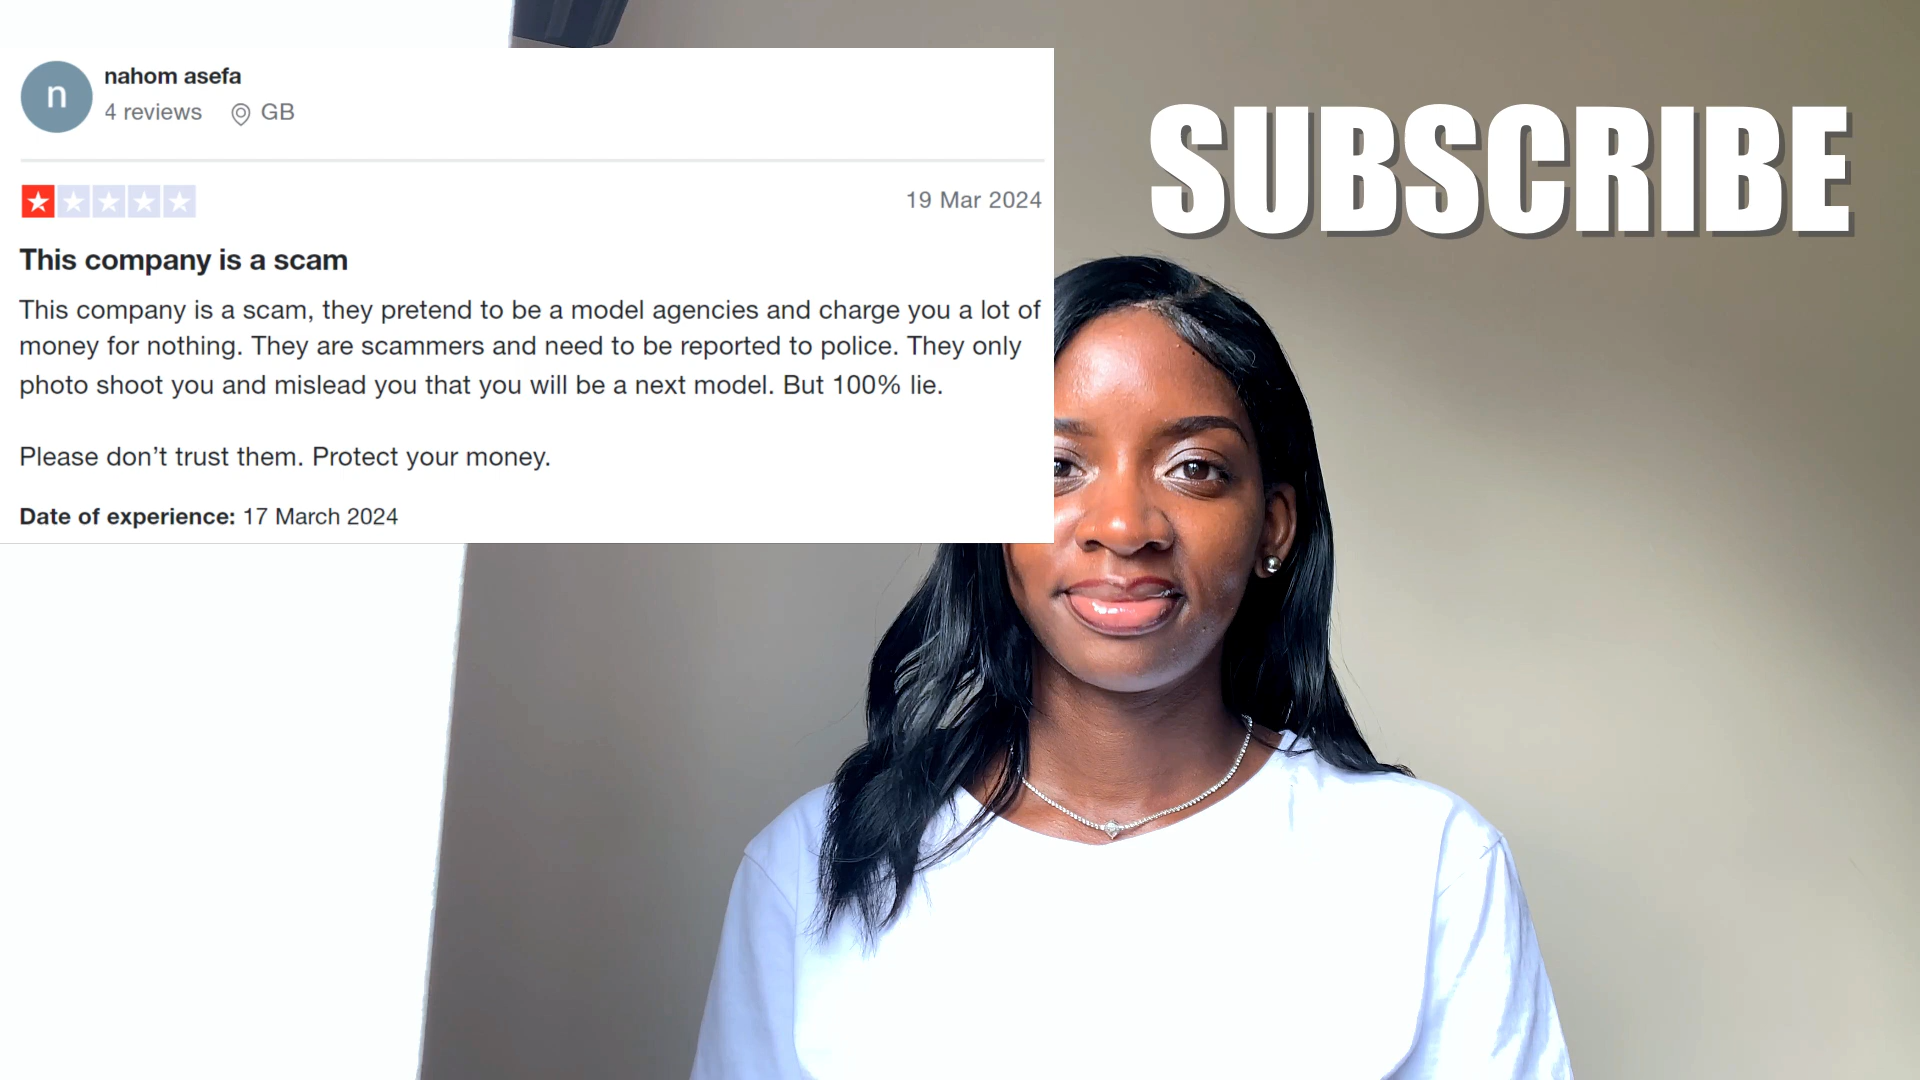 n
nahom asefa
4 reviews GB
19 Mar 2024
This company is a scam
This company is a scam, they pretend to be a model agencies and charge you a lot of
money for nothing. They are scammers and need to be reported to police. They only
photo shoot you and mislead you that you will be a next model. But 100% lie.
Please don’t trust them. Protect your money.
Date of experience: 17 March 2024
SUBSCRIBE